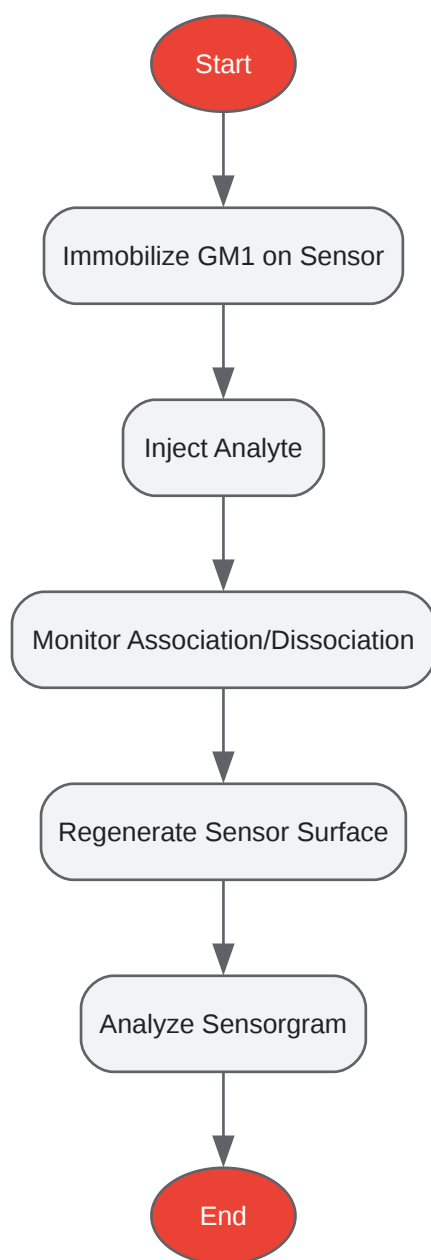 Start
Immobilize GM1 on Sensor
Inject Analyte
Monitor Association/Dissociation
Regenerate Sensor Surface
Analyze Sensorgram
End